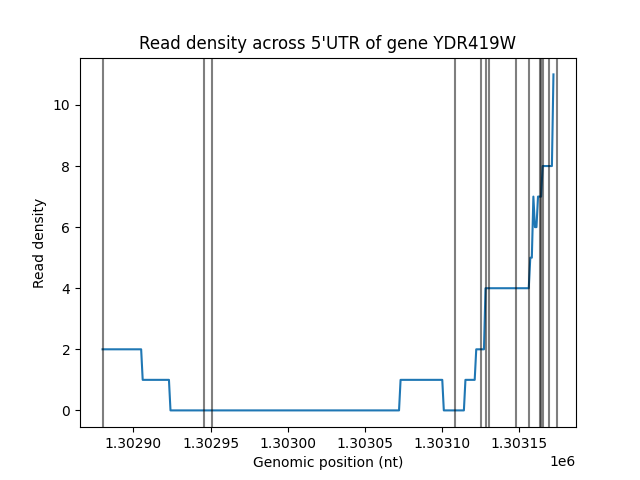 Read density across 5'UTR of gene YDR419W
Read density
10
8
6
4
2
0
1.30290 1.30295 1.30300 1.30305 1.30310 1.30315
1e6
Genomic position (nt)